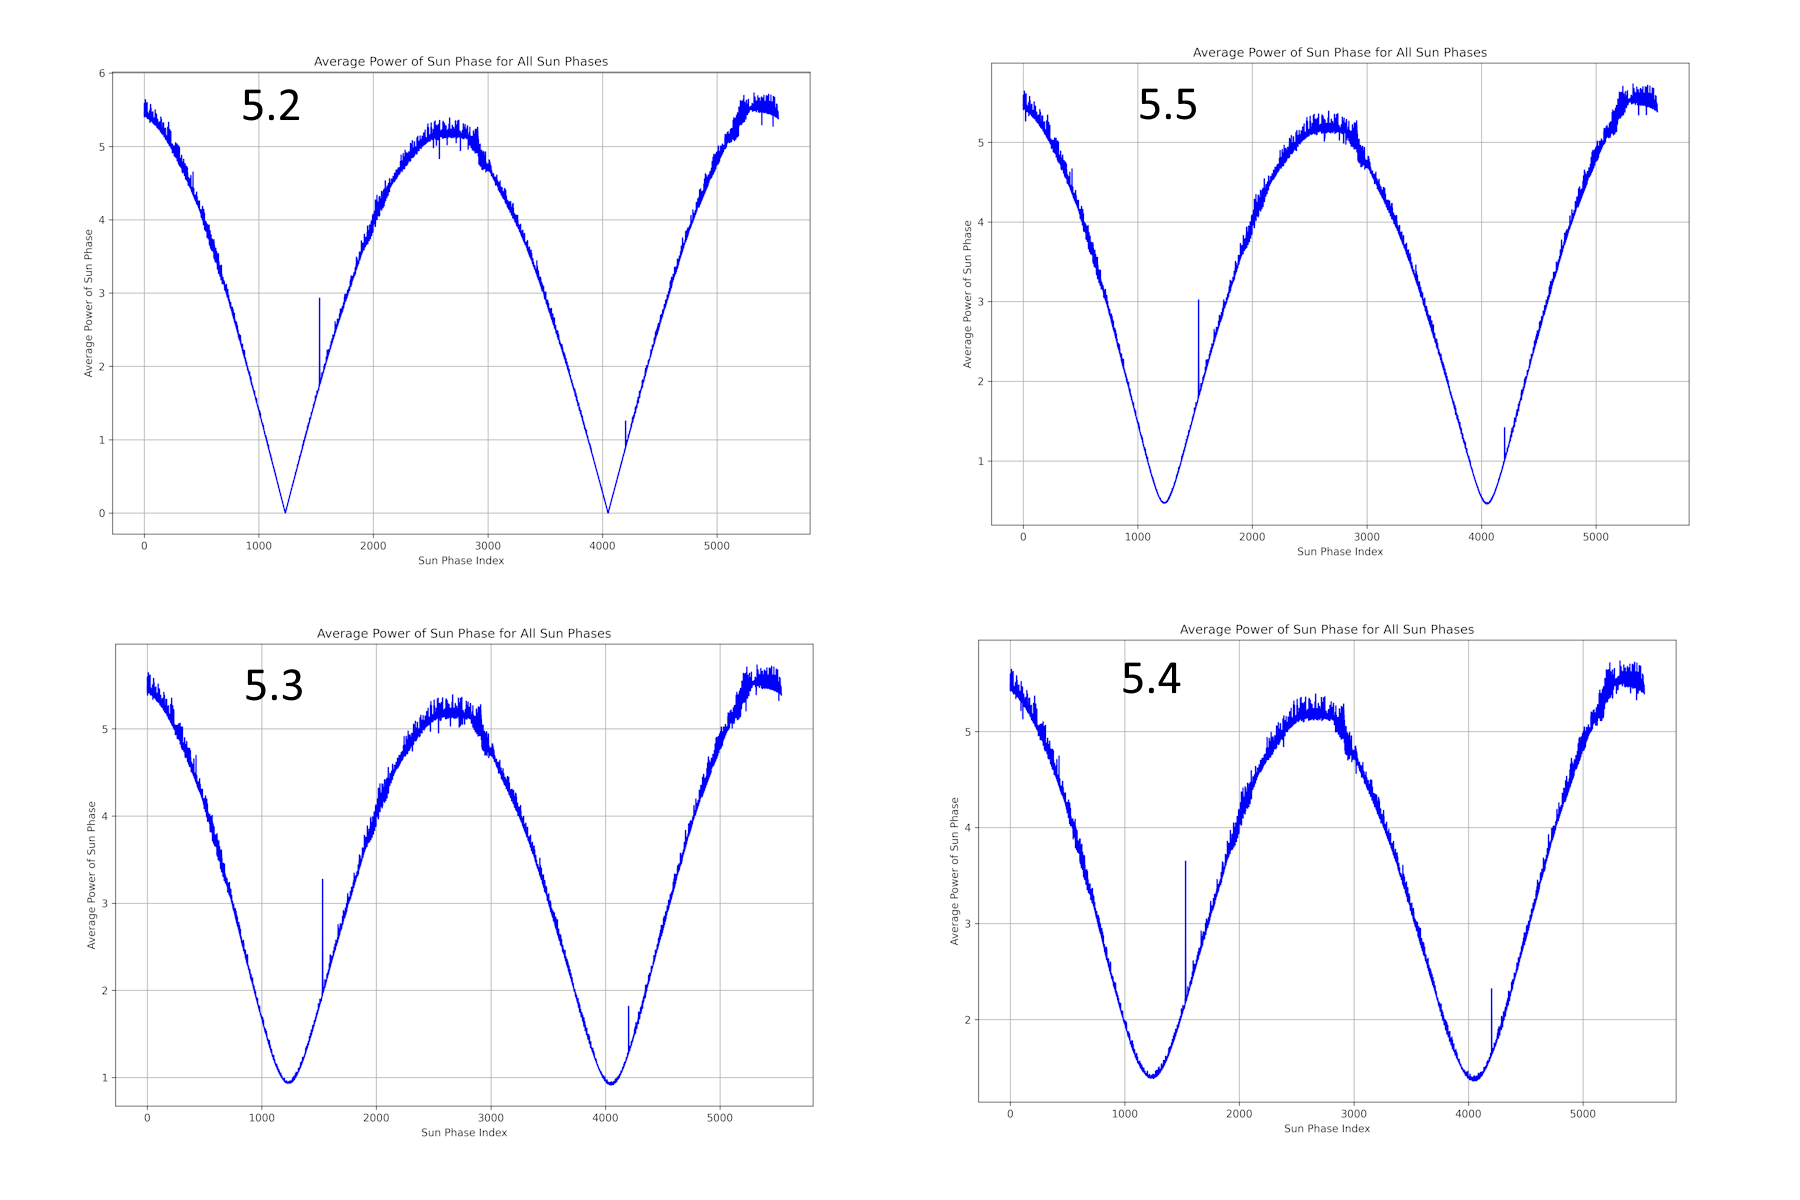 Average Power of Sun Phase for All Sun Phases
5.2
Average Power of Sun Phase
6
5
4
3
2
1
0
0 1000 2000 3000 4000 5000
Sun Phase Index
Average Power of Sun Phase for All Sun Phases
5.5
Average Power of Sun Phase
5
4
3
2
1
0 1000 2000 3000 4000 5000
Sun Phase Index
Average Power of Sun Phase for All Sun Phases
5.3
Average Power of Sun Phase
5
4
3
2
1
0 1000 2000 3000 4000 5000
Sun Phase Index
Average Power of Sun Phase for All Sun Phases
5.4
Average Power of Sun Phase
5
4
3
2
0 1000 2000 3000 4000 5000
Sun Phase Index